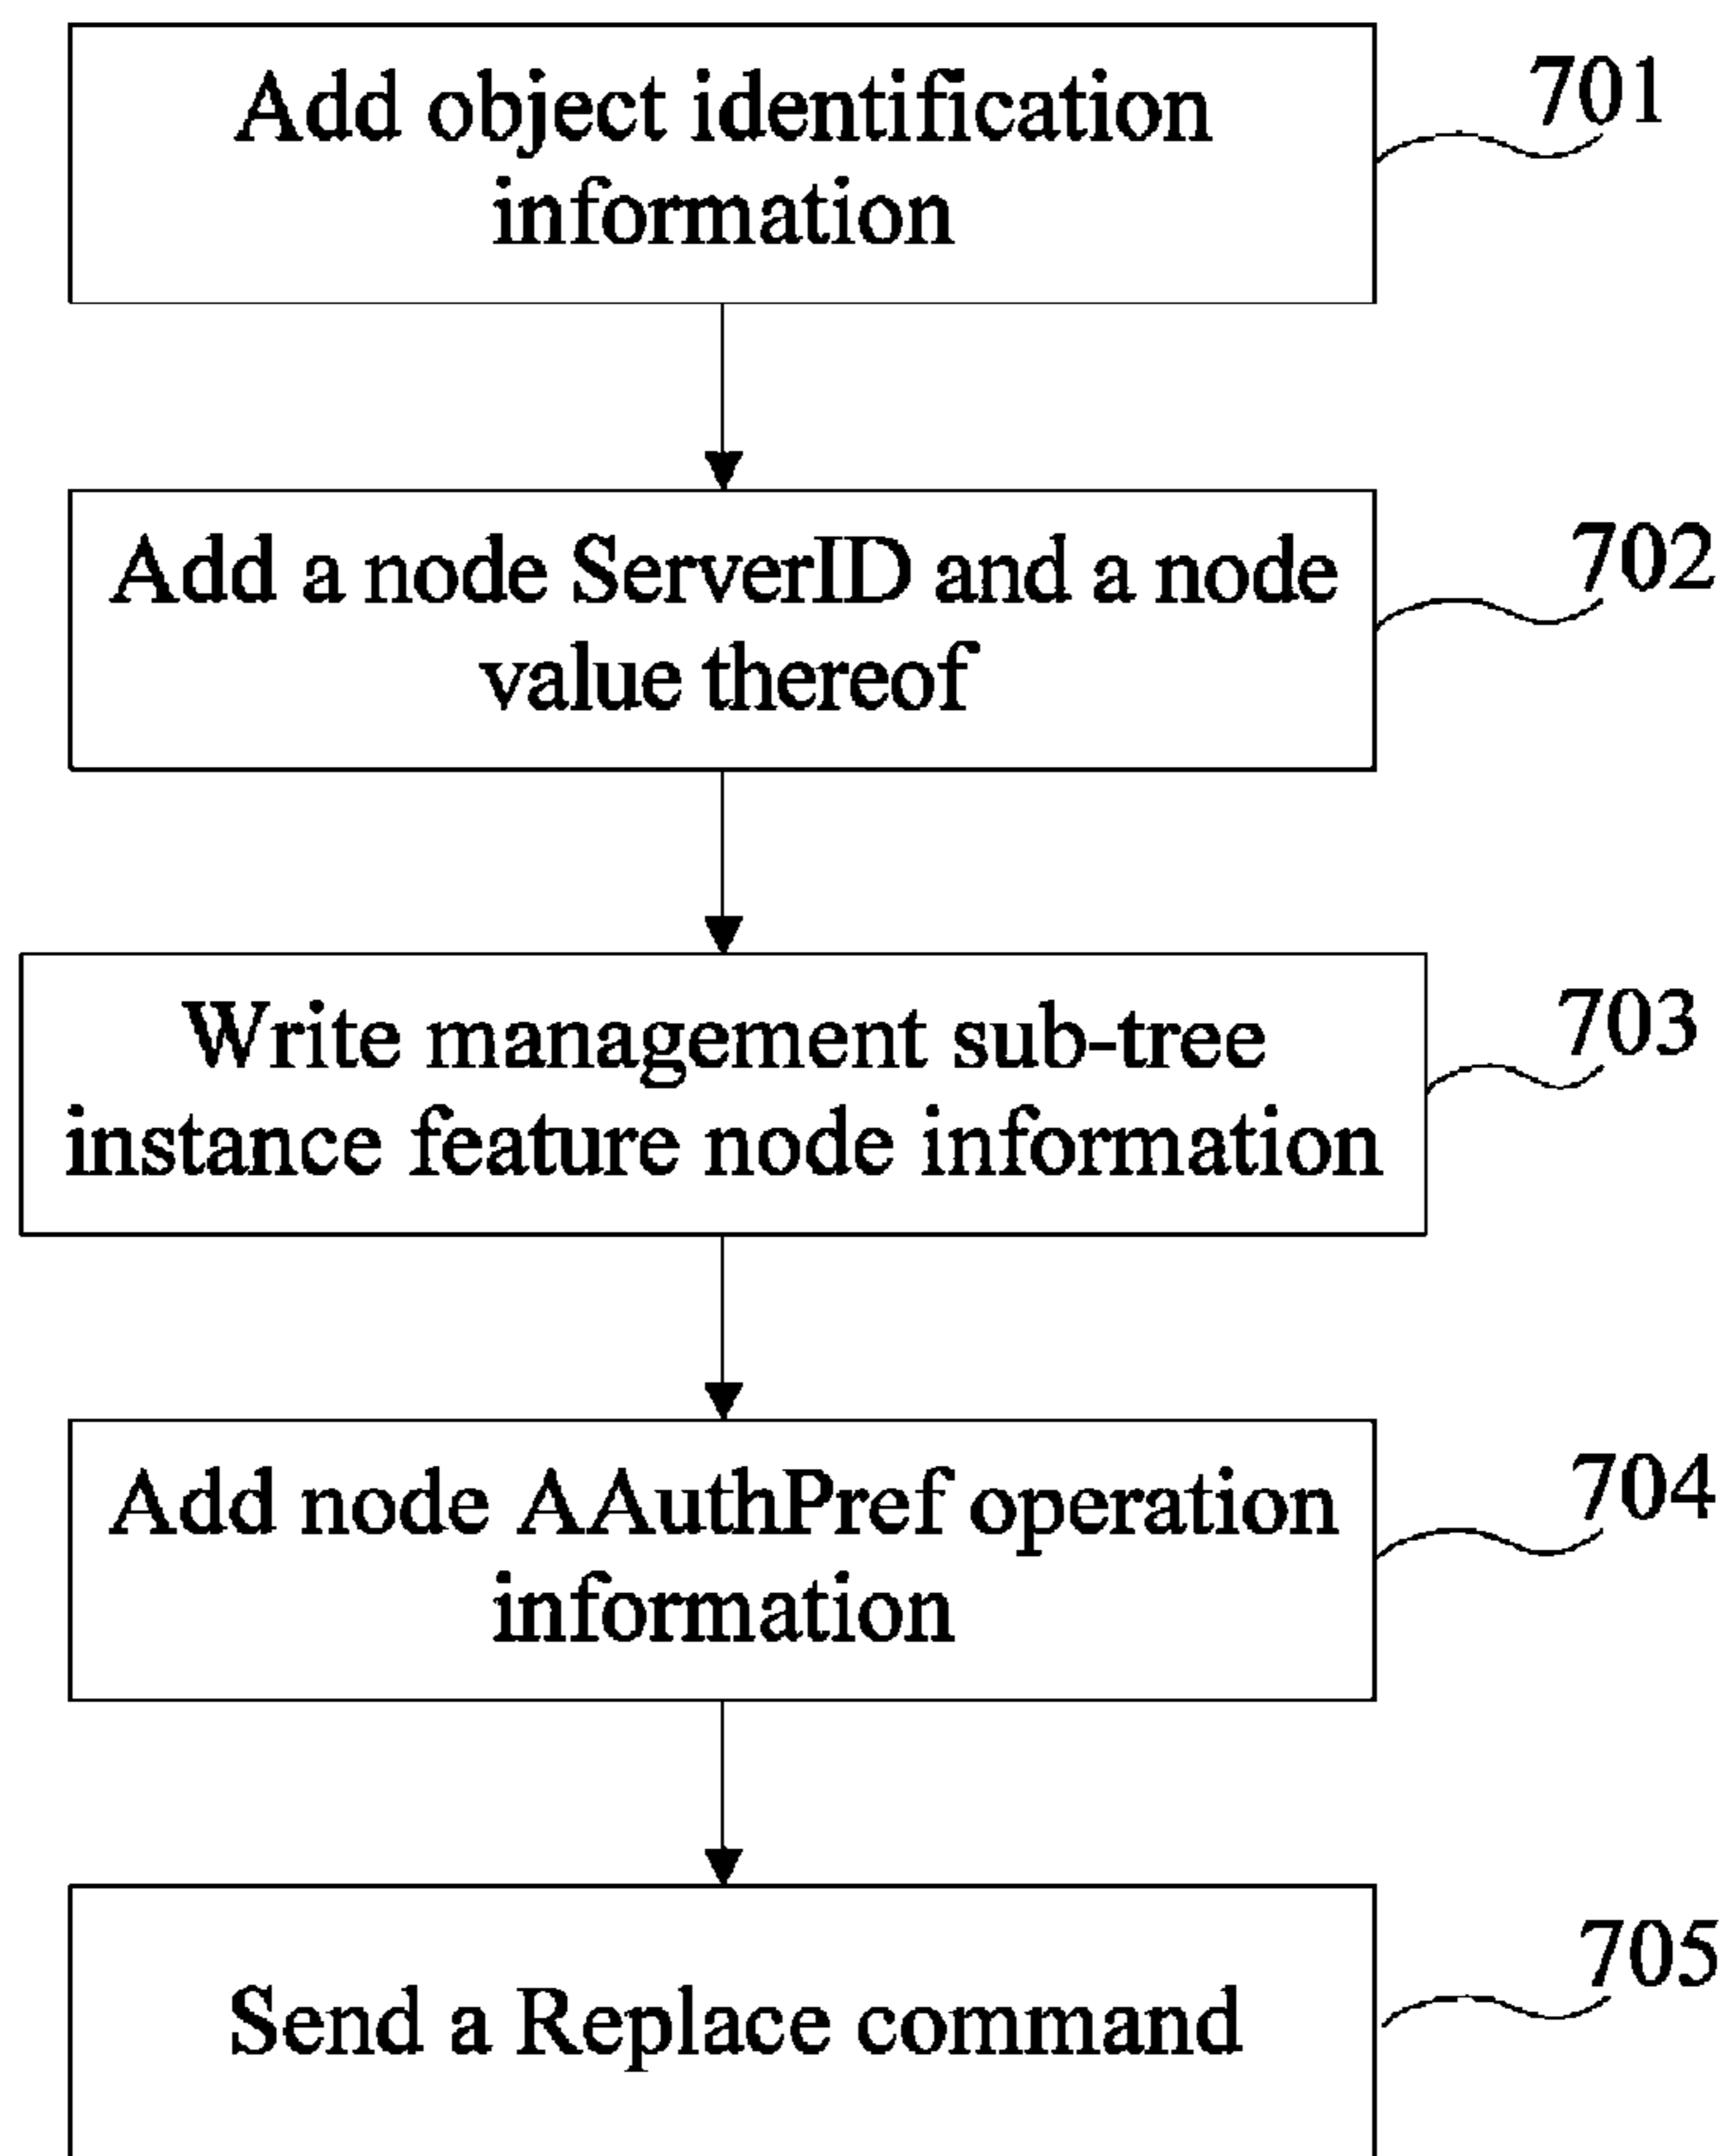 Add object identification
information
701
Add a node ServerID and a node
value thereof
702
Write management sub-tree
instance feature node information
703
Add node AAuthPref operation
information
704
Send a Replace command
705